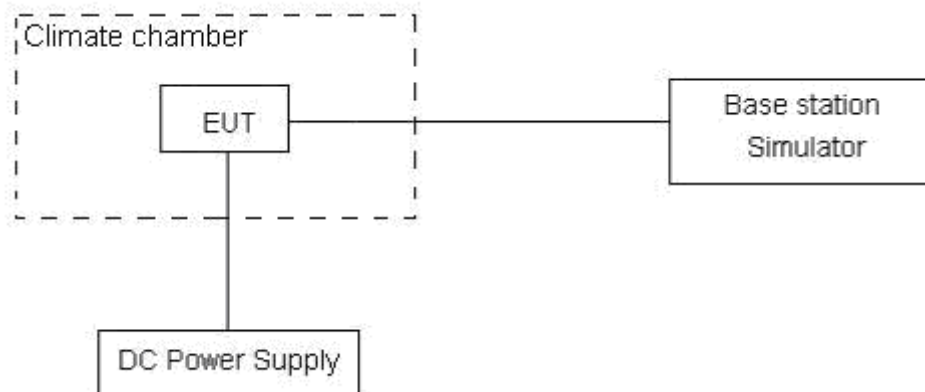 Climate chamber
EUT
Base station
Simulator
DC Power Supply